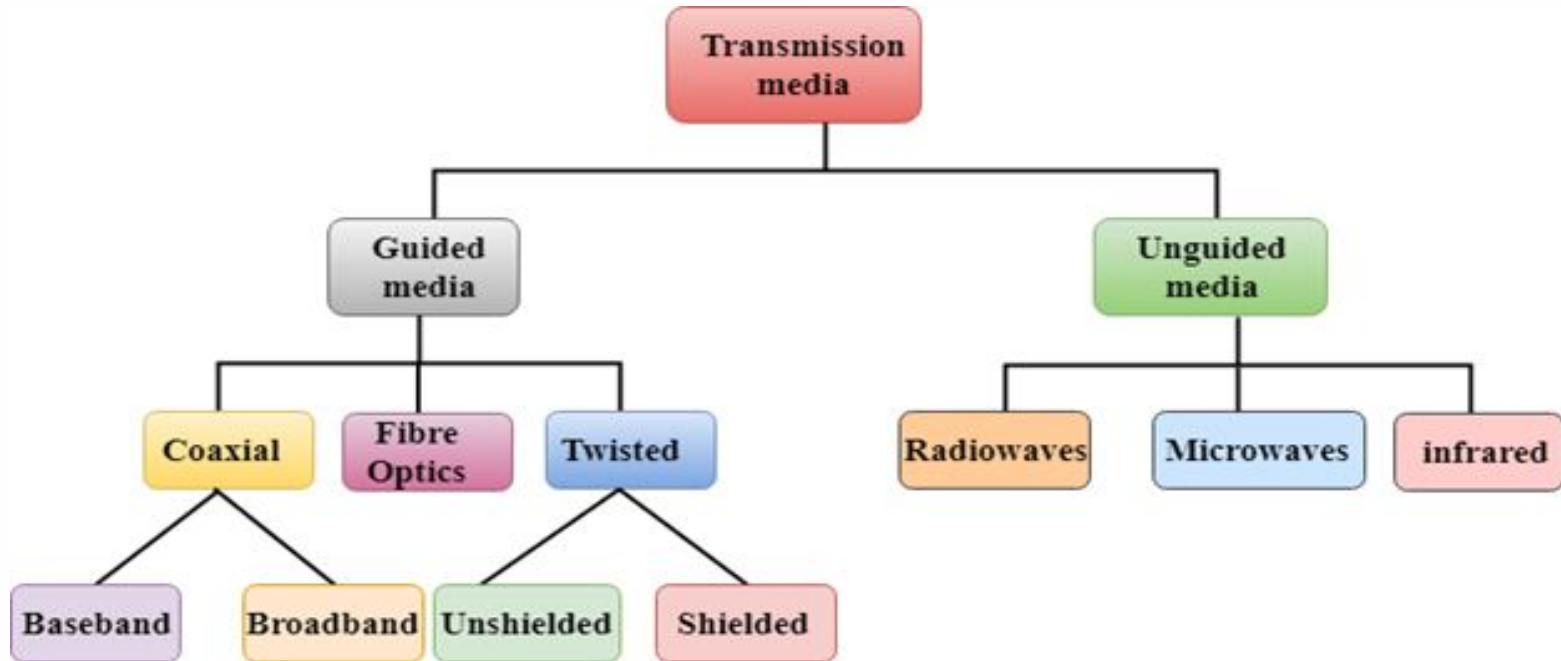 Transmission
media
Guided
media
Unguided
media
Coaxial
Fibre
Optics
Twisted
Radiowaves
Microwaves
infrared
Baseband
Broadband
Unshielded
Shielded